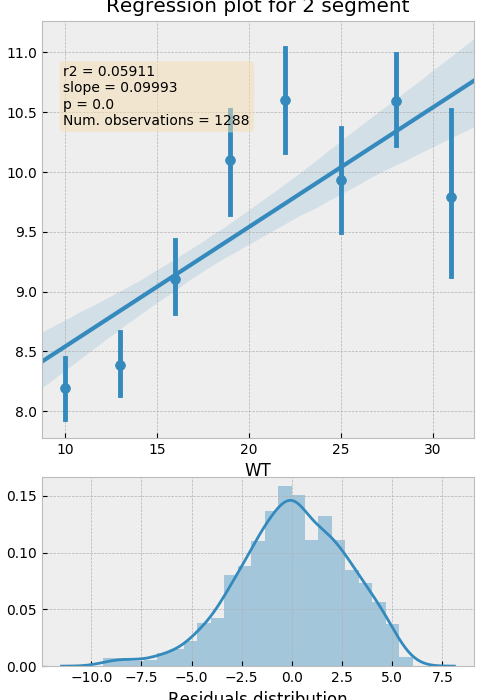 Regression plot for 2 segment
11.0
r2 = 0.05911
slope = 0.09993
p = 0.0
Num. observations = 1288
10.5
10.0
9.5
9.0
8.5
8.0
10 15 20 25 30
WT
0.15
0.10
0.05
0.00
−10.0 −7.5 −5.0 −2.5 0.0 2.5 5.0 7.5
Residuals distribution